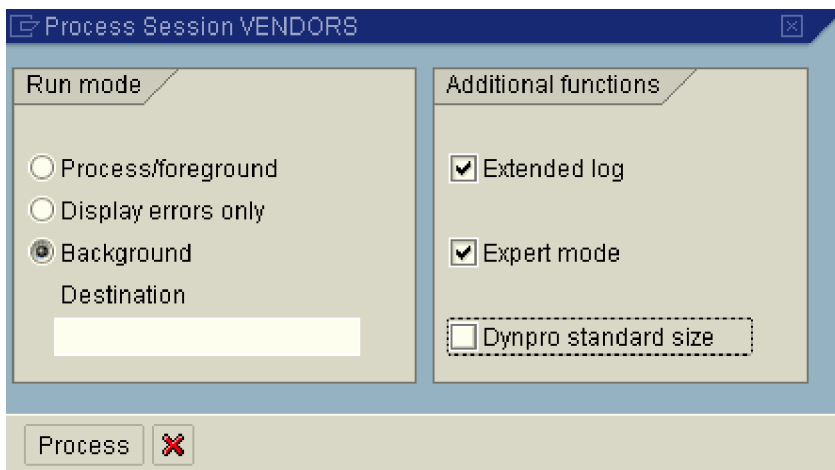 Process Session VENDORS
Run mode
Process/foreground
Display errors only
Background
Destination
Additional functions
Extended log
Expert mode
Dynpro standard size
Process